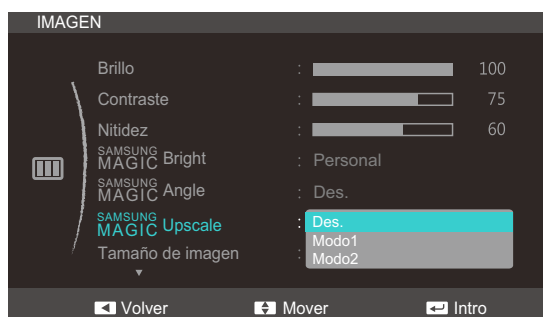 IMAGEN
Brillo : 100
Contraste : 75
Nitidez : 60
SAMSUNG MAGIC Bright : Personal
SAMSUNG MAGIC Angle : Des.
SAMSUNG MAGIC Upscale : Des.
Modo1
Modo2
Tamaño de imagen :
Volver Mover Intro